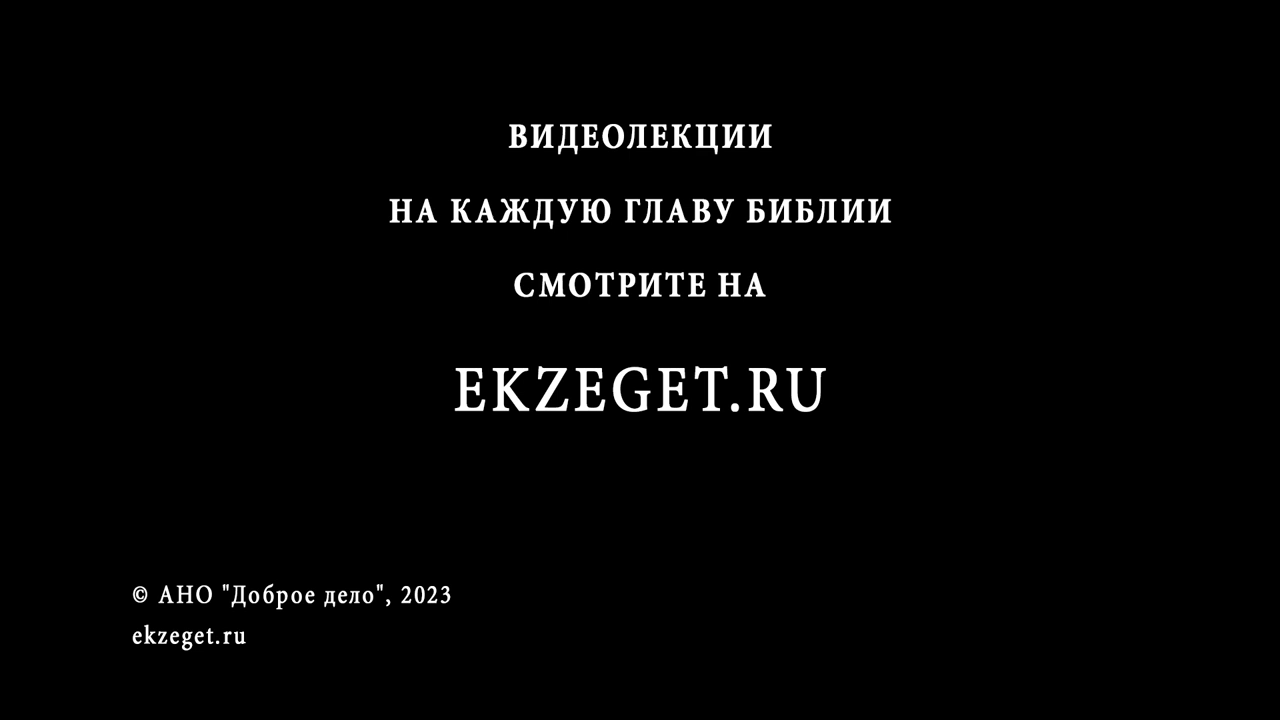 ВИДЕОЛЕКЦИИ
НА КАЖДУЮ ГЛАВУ БИБЛИИ
СМОТРИТЕ НА
EKZEGET.RU
© АНО "Доброе дело", 2023
ekzeget.ru